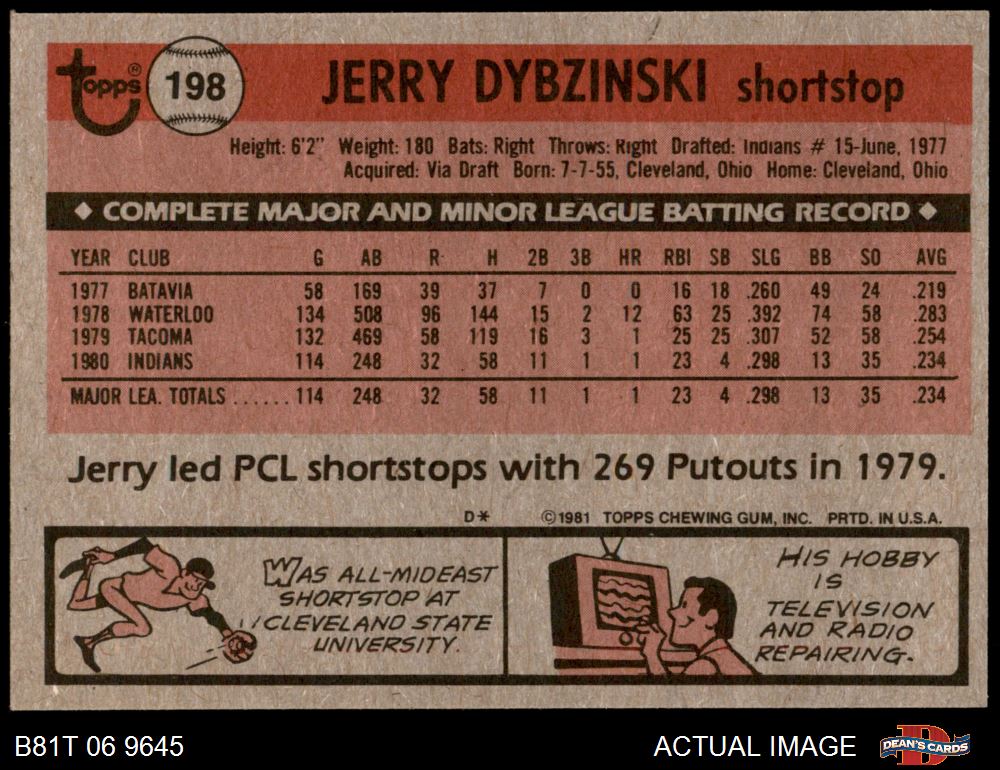 topps®
198
JERRY DYBZINSKI shortstop
Height: 6'2" Weight: 180 Bats: Right Throws: Right Drafted: Indians # 15-June, 1977
Acquired: Via Draft Born: 7-7-55, Cleveland, Ohio Home: Cleveland, Ohio
◆ COMPLETE MAJOR AND MINOR LEAGUE BATTING RECORD ◆
YEAR CLUB G AB R H 2B 3B HR RBI SB SLG BB SO AVG
1977 BATAVIA 58 169 39 37 7 0 0 16 18 .260 49 24 .219
1978 WATERLOO 134 508 96 144 15 2 12 63 25 .392 74 58 .283
1979 TACOMA 132 469 58 119 16 3 1 25 25 .307 52 58 .254
1980 INDIANS 114 248 32 58 11 1 1 23 4 .298 13 35 .234
MAJOR LEA. TOTALS ...... 114 248 32 58 11 1 1 23 4 .298 13 35 .234
Jerry led PCL shortstops with 269 Putouts in 1979.
D* ©1981 TOPPS CHEWING GUM, INC. PRTD. IN U.S.A.
WAS ALL-MIDEAST
SHORTSTOP AT
CLEVELAND STATE
UNIVERSITY.
HIS HOBBY
IS
TELEVISION
AND RADIO
REPAIRING.
B81T 06 9645
ACTUAL IMAGE
D
DEAN'S CARDS